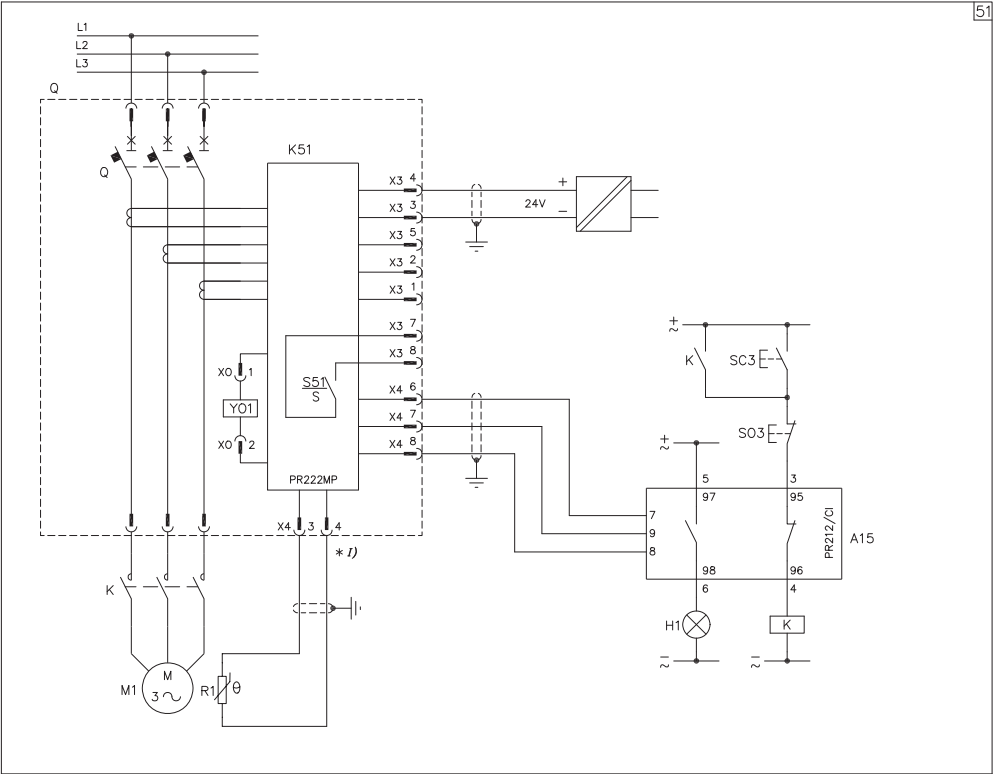 51
L1
L2
L3
Q
Q
K51
X3 4
X3 3
X3 5
X3 2
X3 1
X3 7
X3 8
X4 6
X4 7
X4 8
+
24V
–
S51
S
X0 1
Y01
X0 2
PR222MP
X4 3 4
* 1)
K
M1
M
3 ~
R1
θ
+
~
K
SC3
SO3
+
~
5
3
97
95
7
9
8
PR212/CI
A15
98
96
6
4
H1
K
–
~
–
~